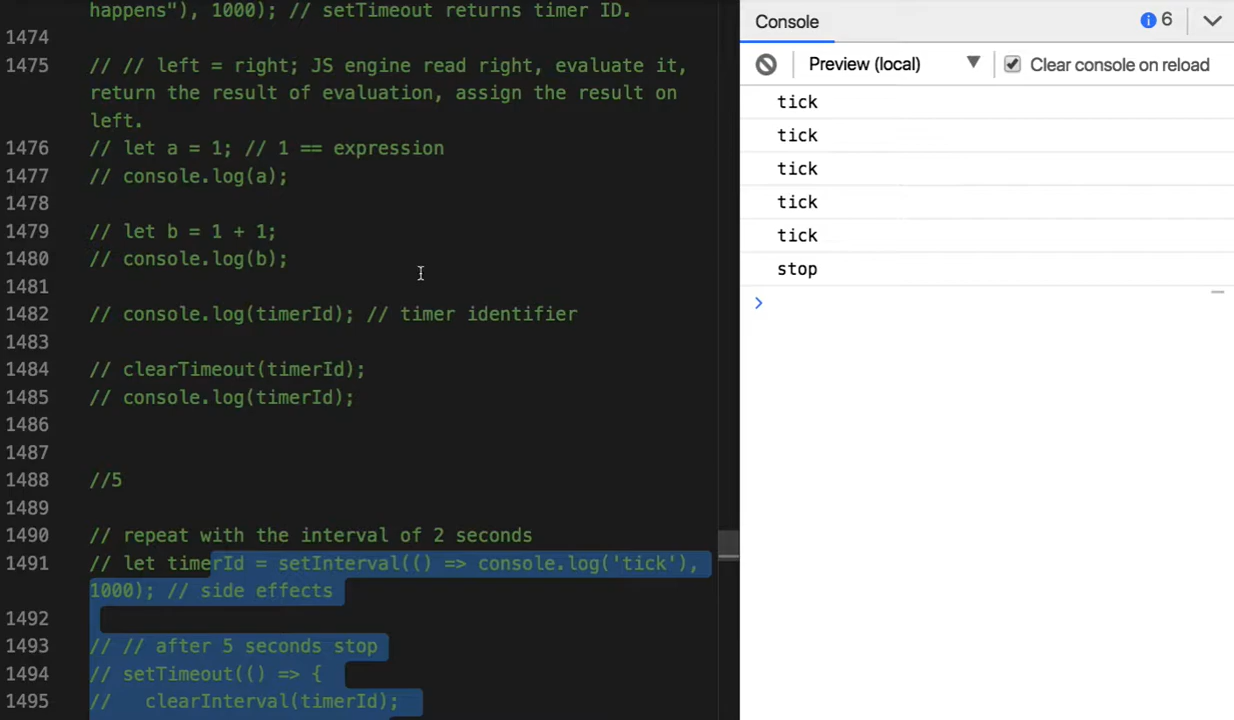 happens"), 1000); // setTimeout returns timer ID.
1474
1475 // // left = right; JS engine read right, evaluate it,
return the result of evaluation, assign the result on
left.
1476 // let a = 1; // 1 == expression
1477 // console.log(a);
1478
1479 // let b = 1 + 1;
1480 // console.log(b);
1481
1482 // console.log(timerId); // timer identifier
1483
1484 // clearTimeout(timerId);
1485 // console.log(timerId);
1486
1487
1488 //5
1489
1490 // repeat with the interval of 2 seconds
1491 // let timerId = setInterval(() => console.log('tick'),
1000); // side effects
1492
1493 // // after 5 seconds stop
1494 // setTimeout(() => {
1495 //   clearInterval(timerId);
Console 6
Preview (local) Clear console on reload
tick
tick
tick
tick
tick
stop